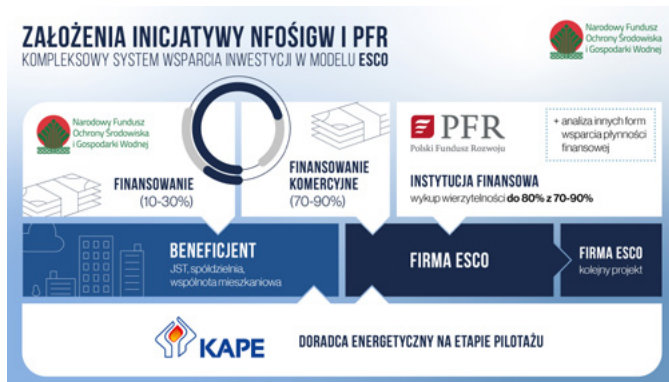 ZAŁOŻENIA INICJATYWY NFOŚIGW I PFR
KOMPLEKSOWY SYSTEM WSPARCIA INWESTYCJI W MODELU ESCO
Narodowy Fundusz
Ochrony Środowiska
i Gospodarki Wodnej
Narodowy Fundusz
Ochrony Środowiska
i Gospodarki Wodnej
FINANSOWANIE
(10-30%)
FINANSOWANIE
KOMERCYJNE
(70-90%)
PFR
Polski Fundusz Rozwoju
+ analiza innych form
wsparcia płynności
finansowej
INSTYTUCJA FINANSOWA
wykup wierzytelności do 80% z 70-90%
BENEFICJENT
JST, spółdzielnia,
wspólnota mieszkaniowa
FIRMA ESCO
FIRMA ESCO
kolejny projekt
KAPE
DORADCA ENERGETYCZNY NA ETAPIE PILOTAŻU